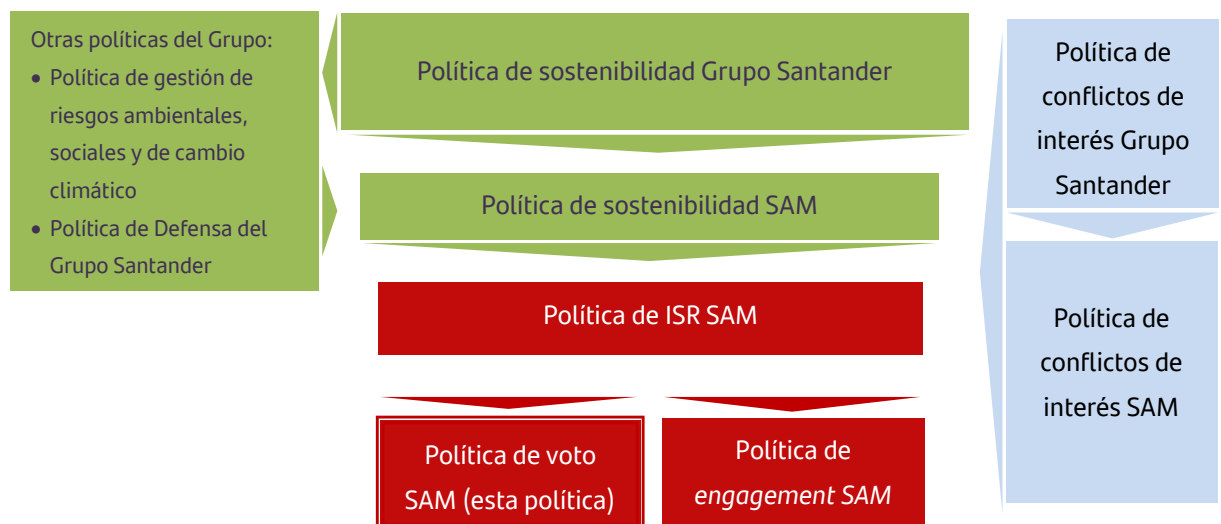 Otras políticas del Grupo:
• Política de gestión de
riesgos ambientales,
sociales y de cambio
climático
• Política de Defensa del
Grupo Santander
Política de sostenibilidad Grupo Santander
Política de sostenibilidad SAM
Política de ISR SAM
Política de voto
SAM (esta política)
Política de
engagement SAM
Política de
conflictos de
interés Grupo
Santander
Política de
conflictos de
interés SAM